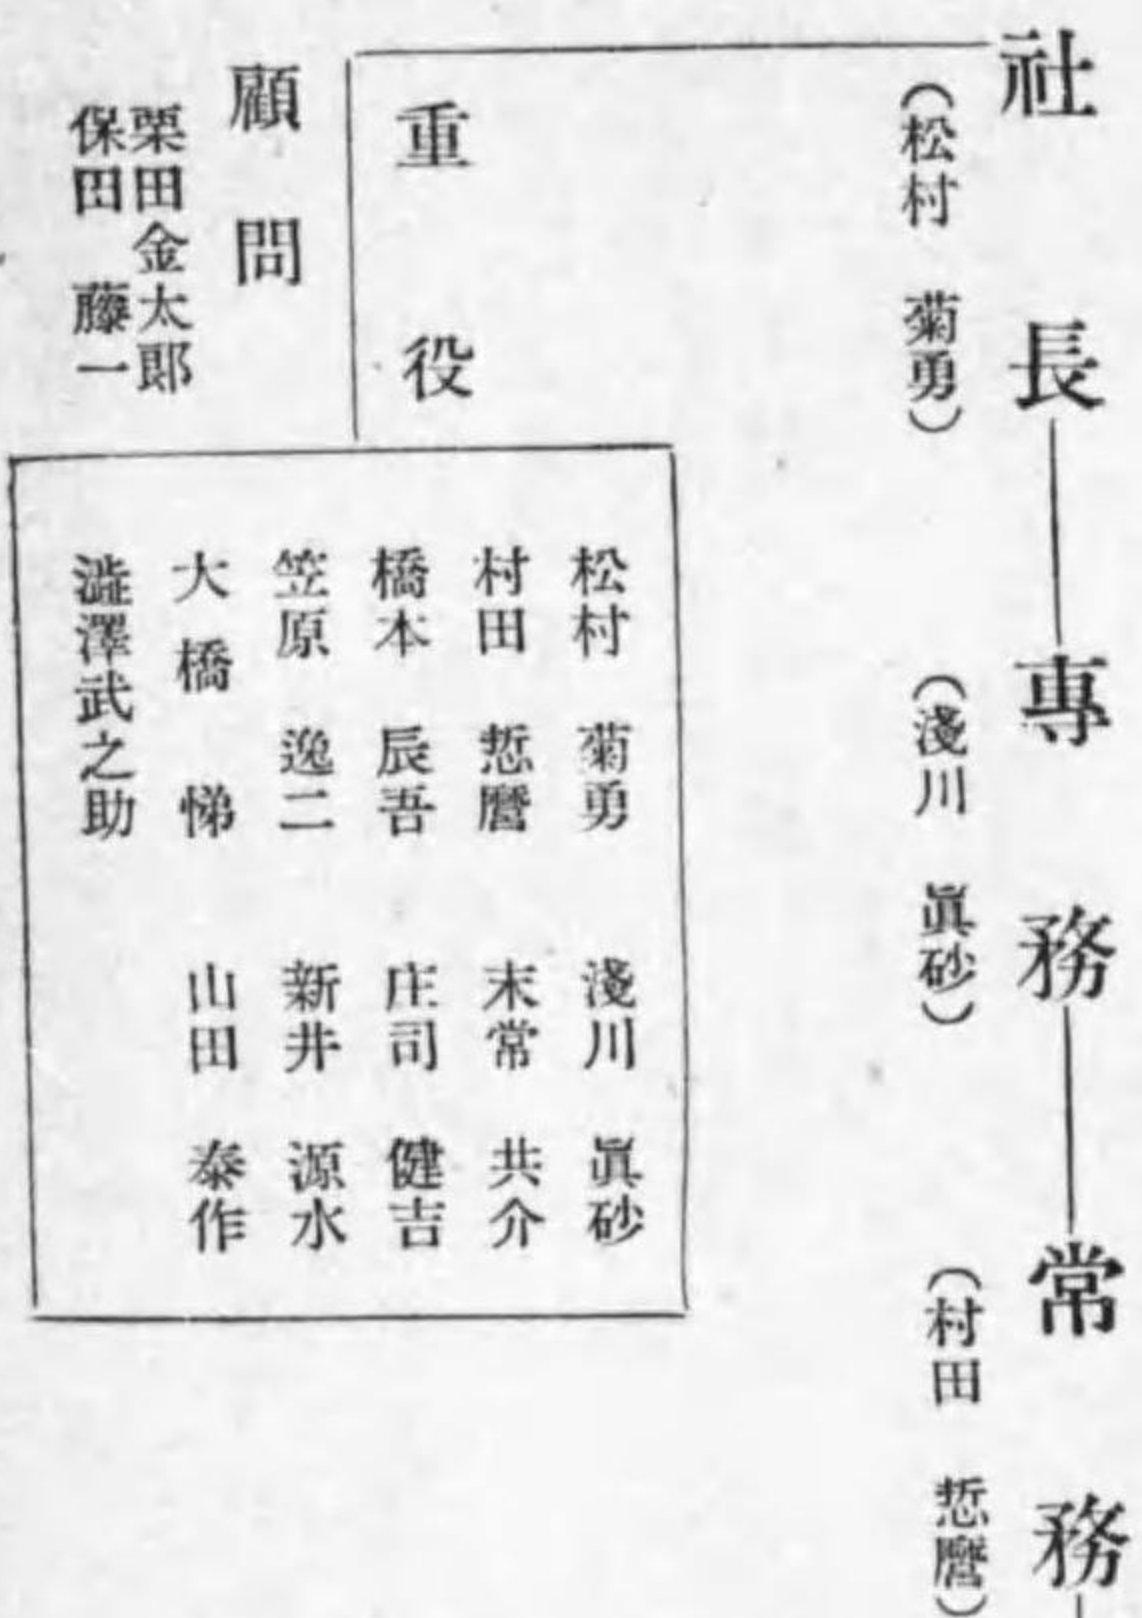 社長―專務―常務
（松村 菊勇）
（淺川 眞砂）
（村田 悊麿）
重役
松村 菊勇
淺川 眞砂
村田 悊麿
末常 共介
橋本 辰吾
庄司 健吉
笠原 逸二
新井 源水
大橋 悌
山田 泰作
澁澤武之助
顧問
栗田金太郎
保田 藤一